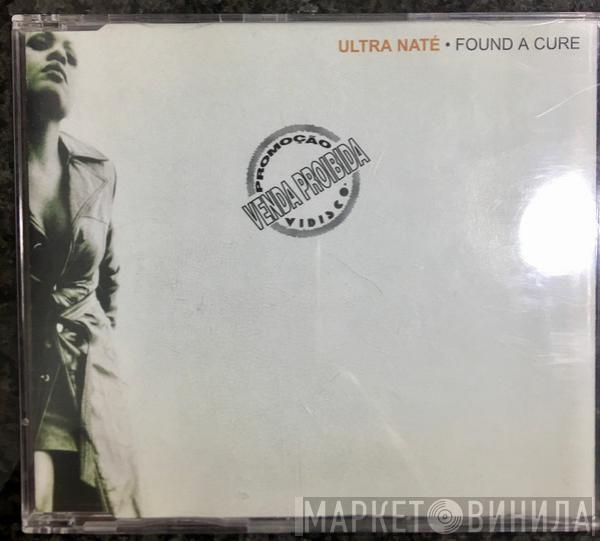 ULTRA NATÉ • FOUND A CURE
PROMOÇÃO
VENDA PROIBIDA
VIDISCO
МАРКЕТ ВИНИЛА